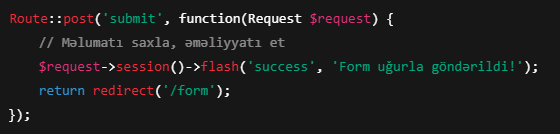 Route::post('submit', function(Request $request) {
    // Məlumatı saxla, əməliyyatı et
    $request->session()->flash('success', 'Form uğurla göndərildi!');
    return redirect('/form');
});